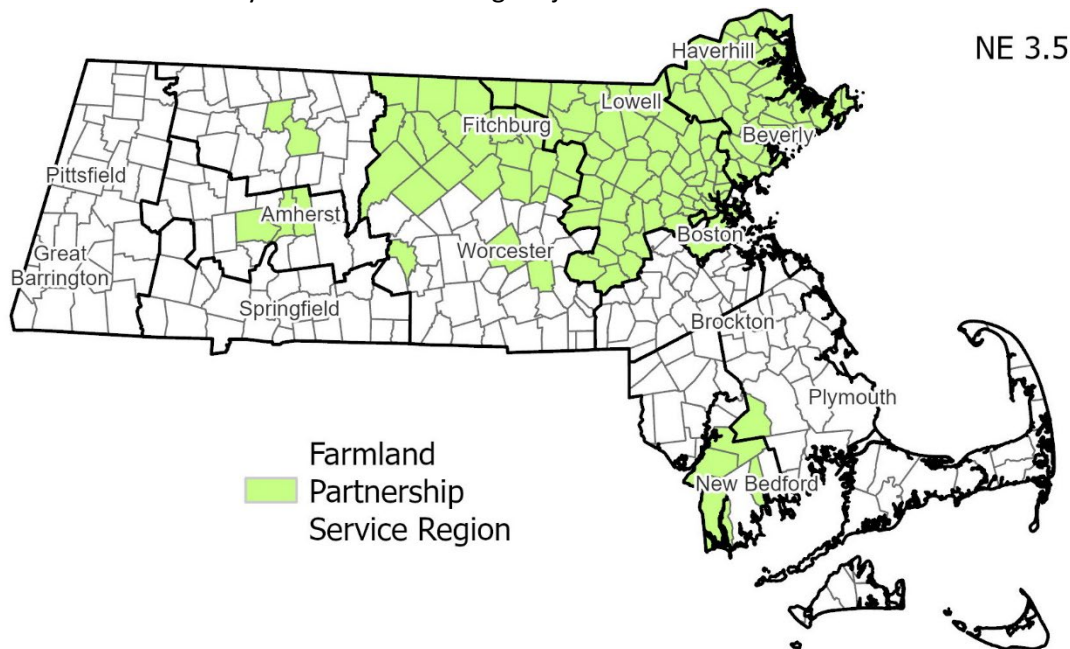 NE 3.5
Haverhill
Lowell
Fitchburg
Beverly
Pittsfield
Amherst
Boston
Worcester
Great
Barrington
Springfield
Brockton
Plymouth
New Bedford
Farmland
Partnership
Service Region